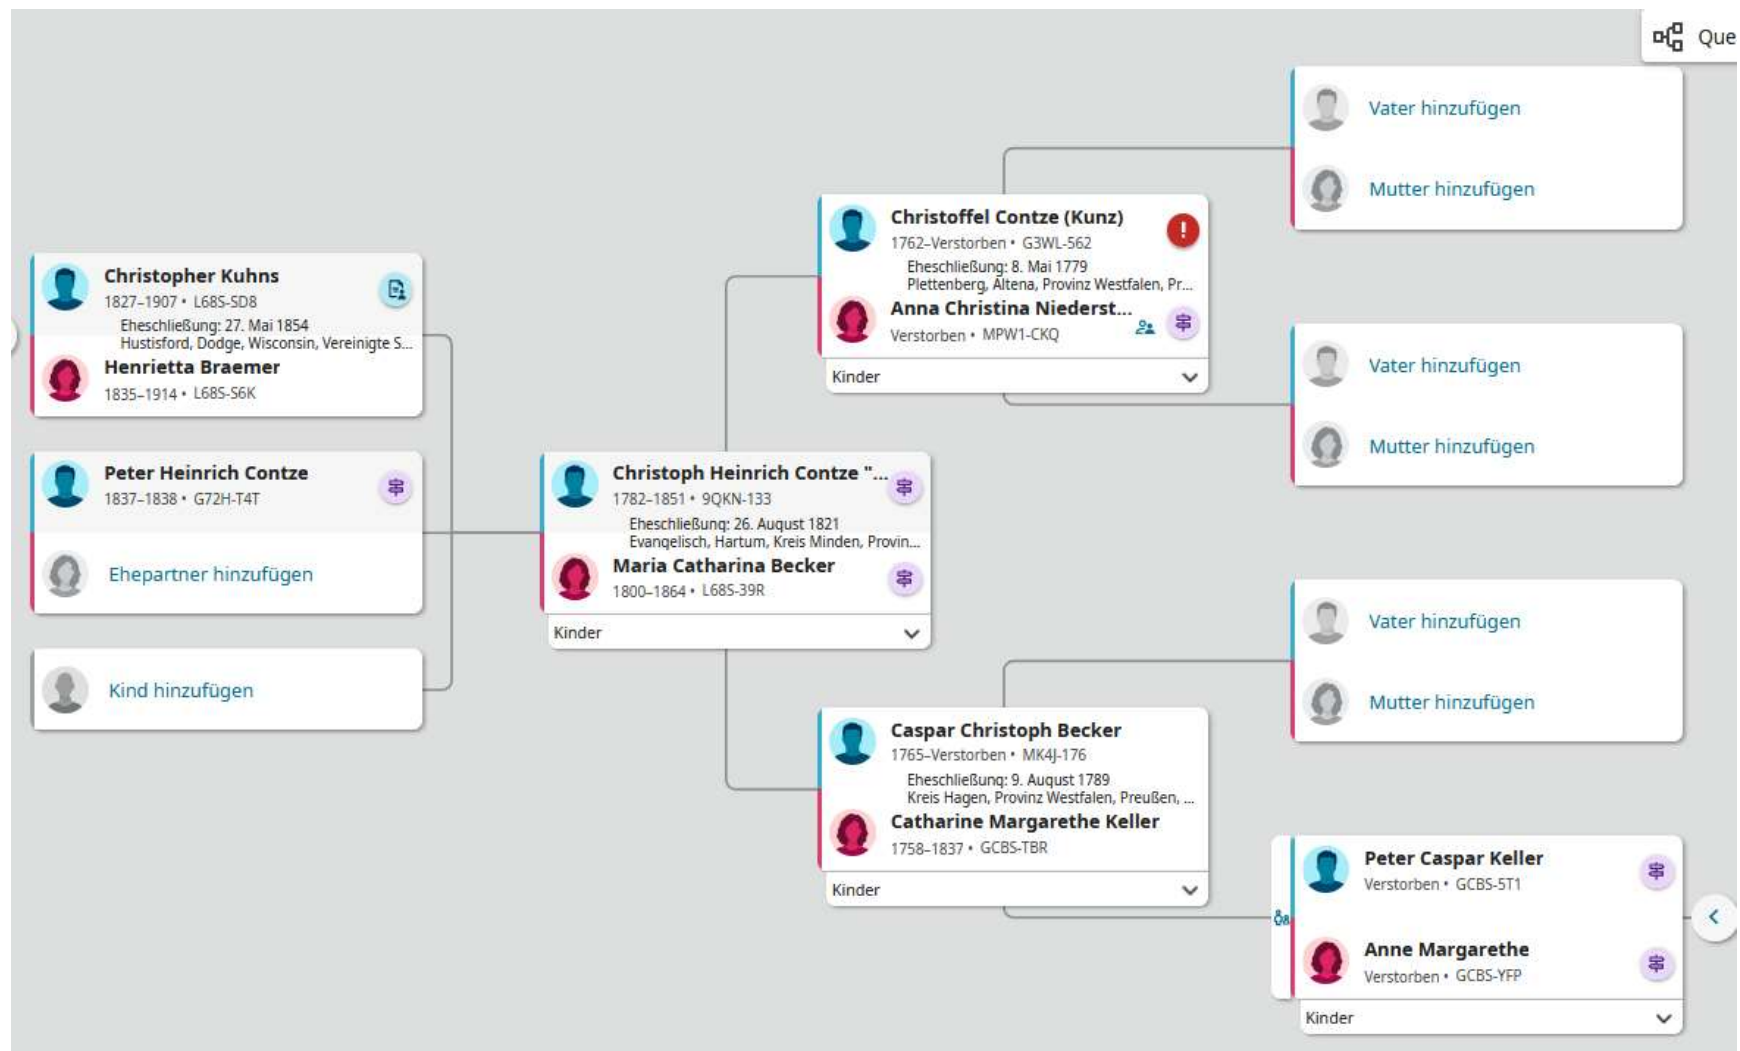 Que
Christopher Kuhns
1827–1907 • L68S-SD8
Eheschließung: 27. Mai 1854
Hustisford, Dodge, Wisconsin, Vereinigte S...
Henrietta Braemer
1835–1914 • L68S-S6K
Peter Heinrich Contze
1837–1838 • G72H-T4T
Ehepartner hinzufügen
Kind hinzufügen
Christoph Heinrich Contze "...
1782–1851 • 9QKN-133
Eheschließung: 26. August 1821
Evangelisch, Hartum, Kreis Minden, Provin...
Maria Catharina Becker
1800–1864 • L68S-39R
Kinder
Christoffel Contze (Kunz)
1762–Verstorben • G3WL-562
Eheschließung: 8. Mai 1779
Plettenberg, Altena, Provinz Westfalen, Pr...
Anna Christina Niederst...
Verstorben • MPW1-CKQ
Kinder
Caspar Christoph Becker
1765–Verstorben • MK4J-176
Eheschließung: 9. August 1789
Kreis Hagen, Provinz Westfalen, Preußen, ...
Catharine Margarethe Keller
1758–1837 • GCBS-TBR
Kinder
Vater hinzufügen
Mutter hinzufügen
Vater hinzufügen
Mutter hinzufügen
Vater hinzufügen
Mutter hinzufügen
Peter Caspar Keller
Verstorben • GCBS-5T1
Anne Margarethe
Verstorben • GCBS-YFP
Kinder